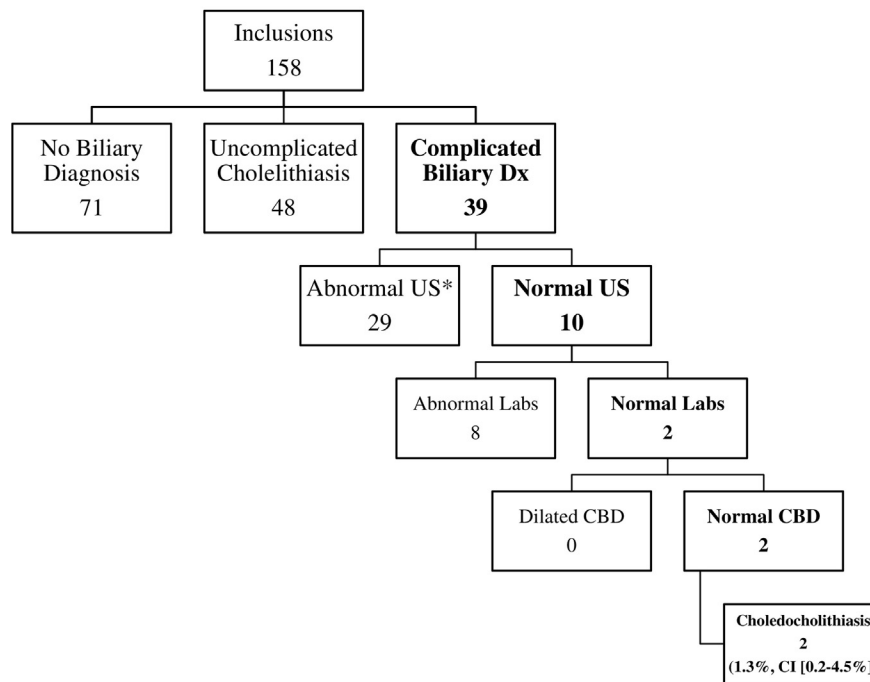 Inclusions
158
No Biliary
Diagnosis
71
Uncomplicated
Cholelithiasis
48
Complicated
Biliary Dx
39
Abnormal US*
29
Normal US
10
Abnormal Labs
8
Normal Labs
2
Dilated CBD
0
Normal CBD
2
Choledocholithiasis
2
(1.3%, CI [0.2-4.5%]